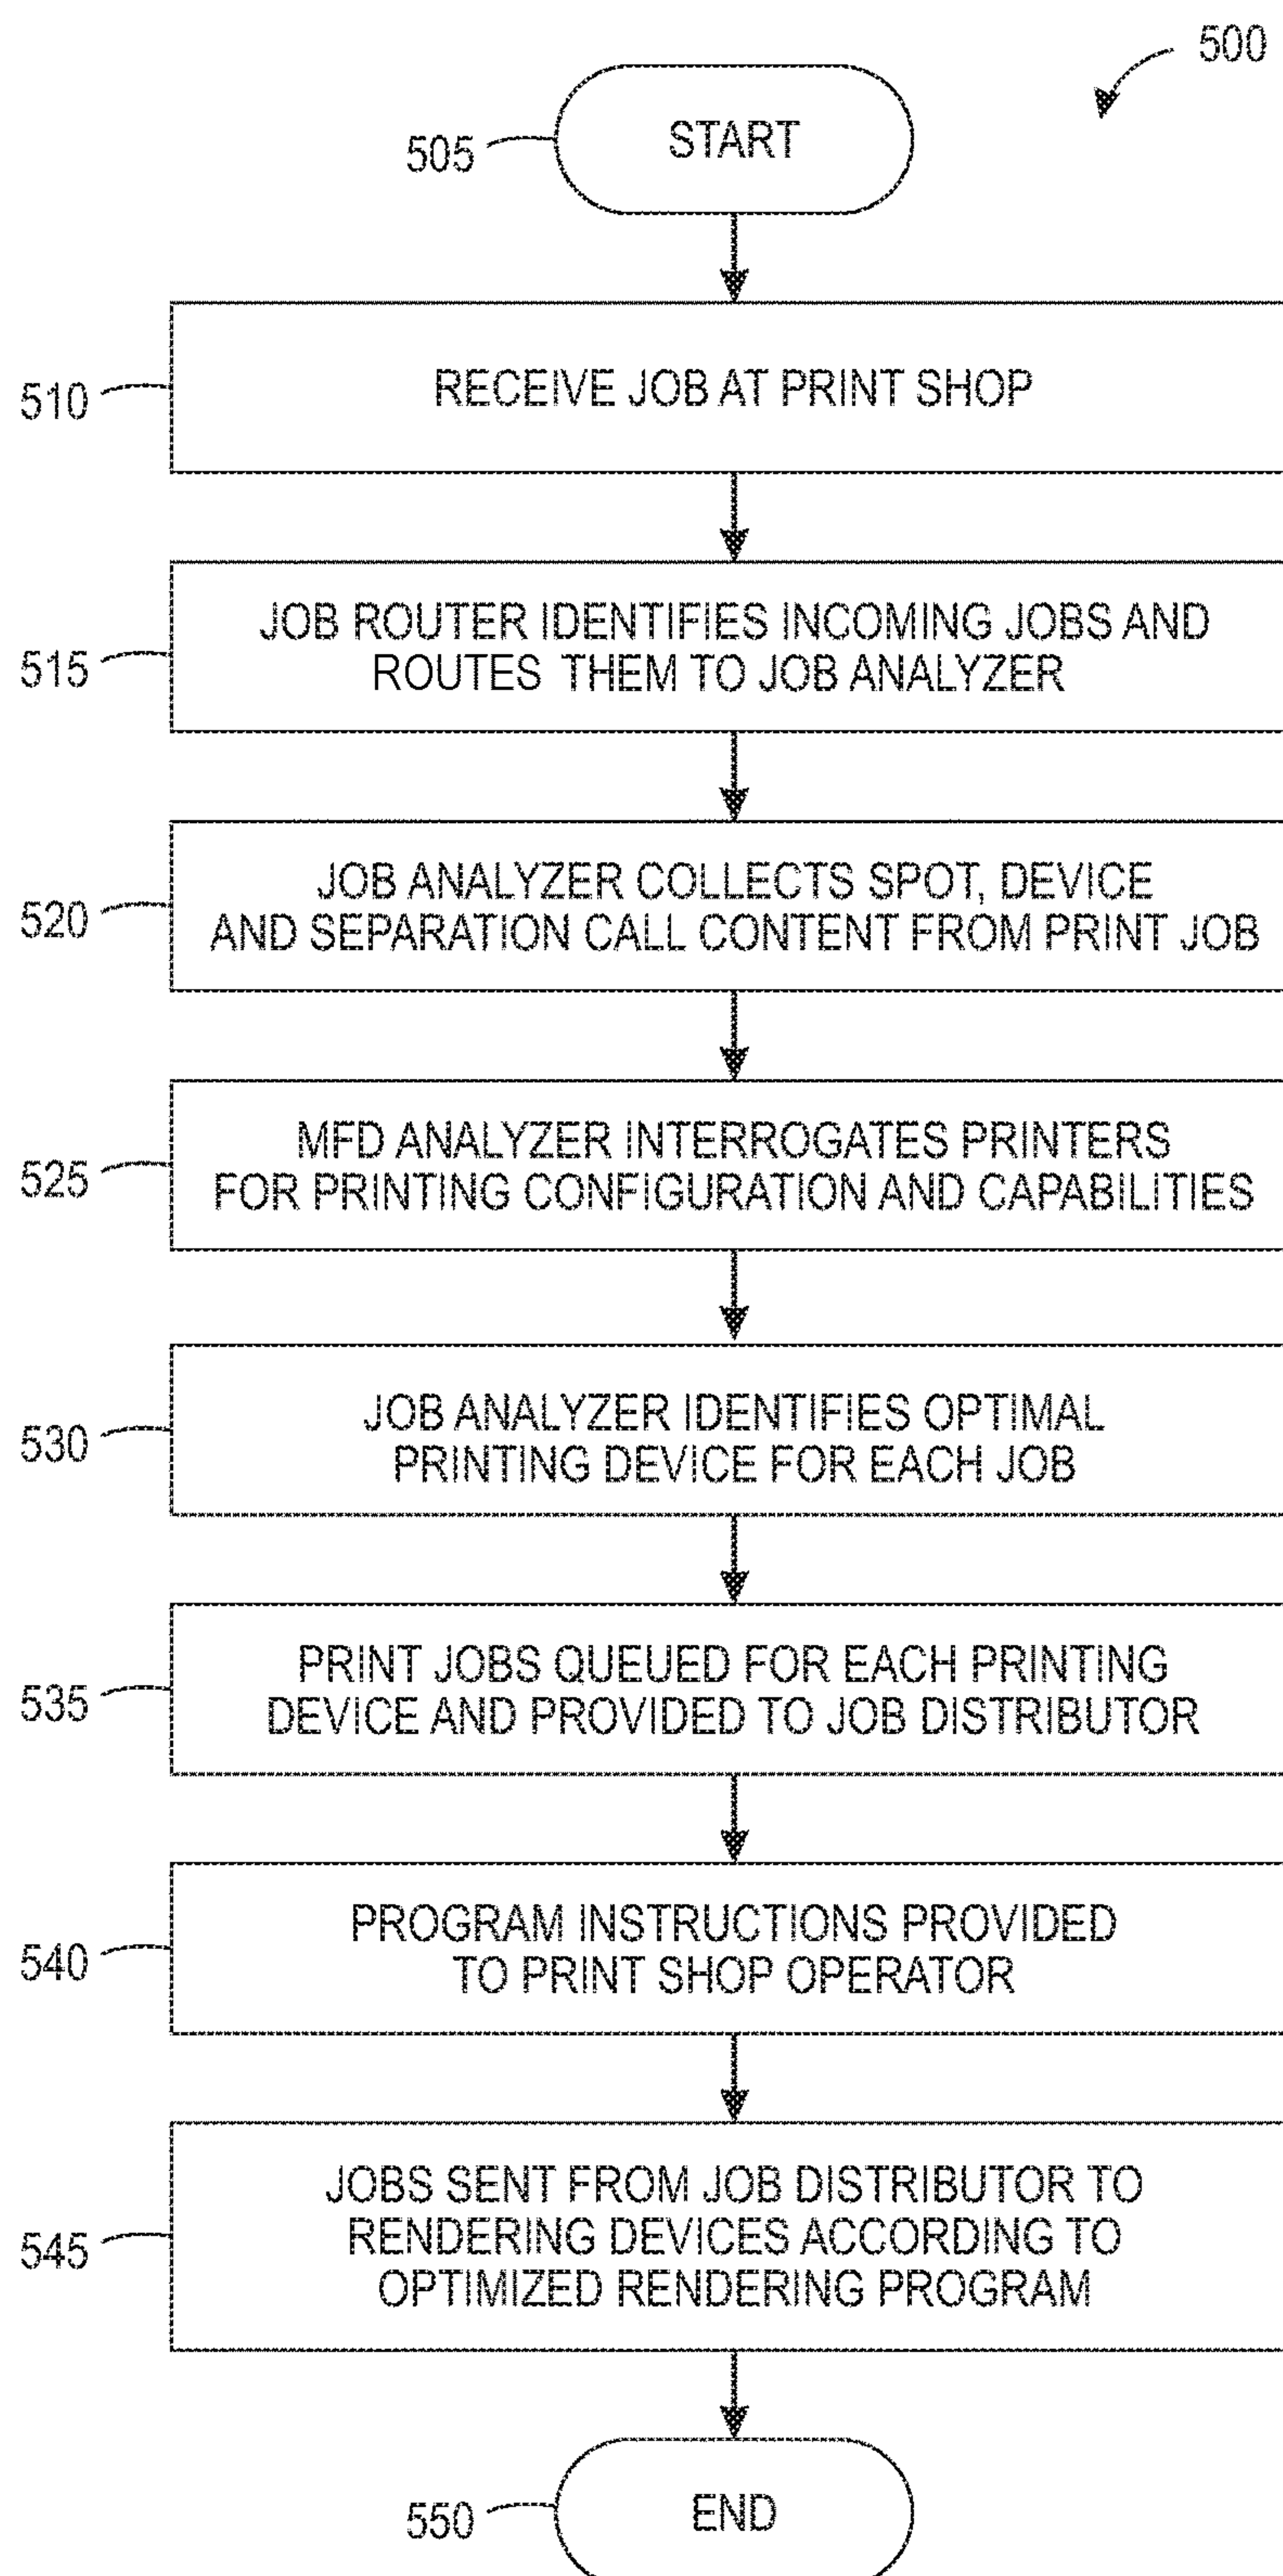 500
505
START
510
RECEIVE JOB AT PRINT SHOP
515
JOB ROUTER IDENTIFIES INCOMING JOBS AND
ROUTES THEM TO JOB ANALYZER
520
JOB ANALYZER COLLECTS SPOT, DEVICE
AND SEPARATION CALL CONTENT FROM PRINT JOB
525
MFD ANALYZER INTERROGATES PRINTERS
FOR PRINTING CONFIGURATION AND CAPABILITIES
530
JOB ANALYZER IDENTIFIES OPTIMAL
PRINTING DEVICE FOR EACH JOB
535
PRINT JOBS QUEUED FOR EACH PRINTING
DEVICE AND PROVIDED TO JOB DISTRIBUTOR
540
PROGRAM INSTRUCTIONS PROVIDED
TO PRINT SHOP OPERATOR
545
JOBS SENT FROM JOB DISTRIBUTOR TO
RENDERING DEVICES ACCORDING TO
OPTIMIZED RENDERING PROGRAM
550
END